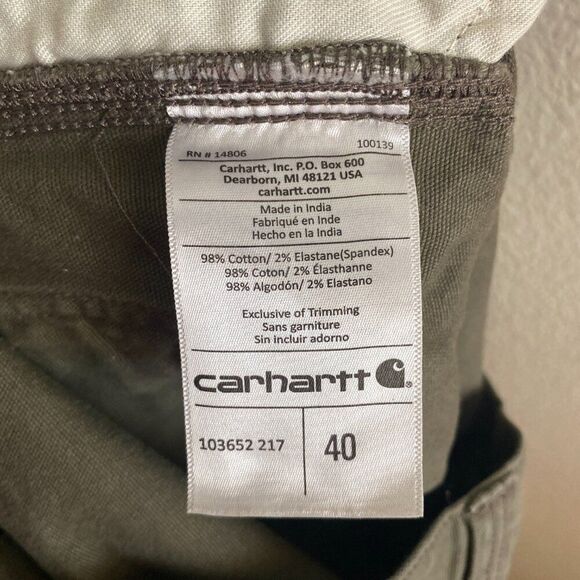 RN # 14806 100139
Carhartt, Inc. P.O. Box 600
Dearborn, MI 48121 USA
carhartt.com
Made in India
Fabriqué en Inde
Hecho en la India
98% Cotton/ 2% Elastane(Spandex)
98% Coton/ 2% Élasthanne
98% Algodón/ 2% Elastano
Exclusive of Trimming
Sans garniture
Sin incluir adorno
carhartt
103652 217 40